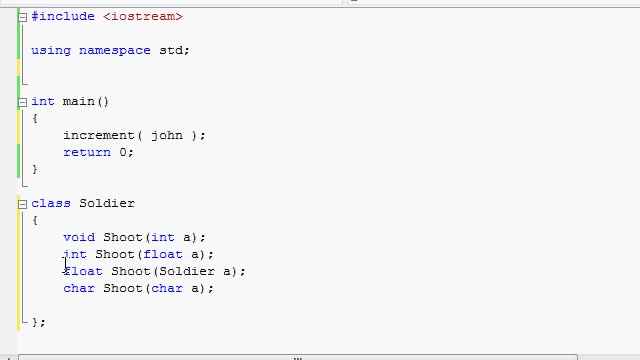 #include <iostream>
using namespace std;
int main()
{
increment( john );
return 0;
}
class Soldier
{
void Shoot(int a);
int Shoot(float a);
float Shoot(Soldier a);
char Shoot(char a);
};